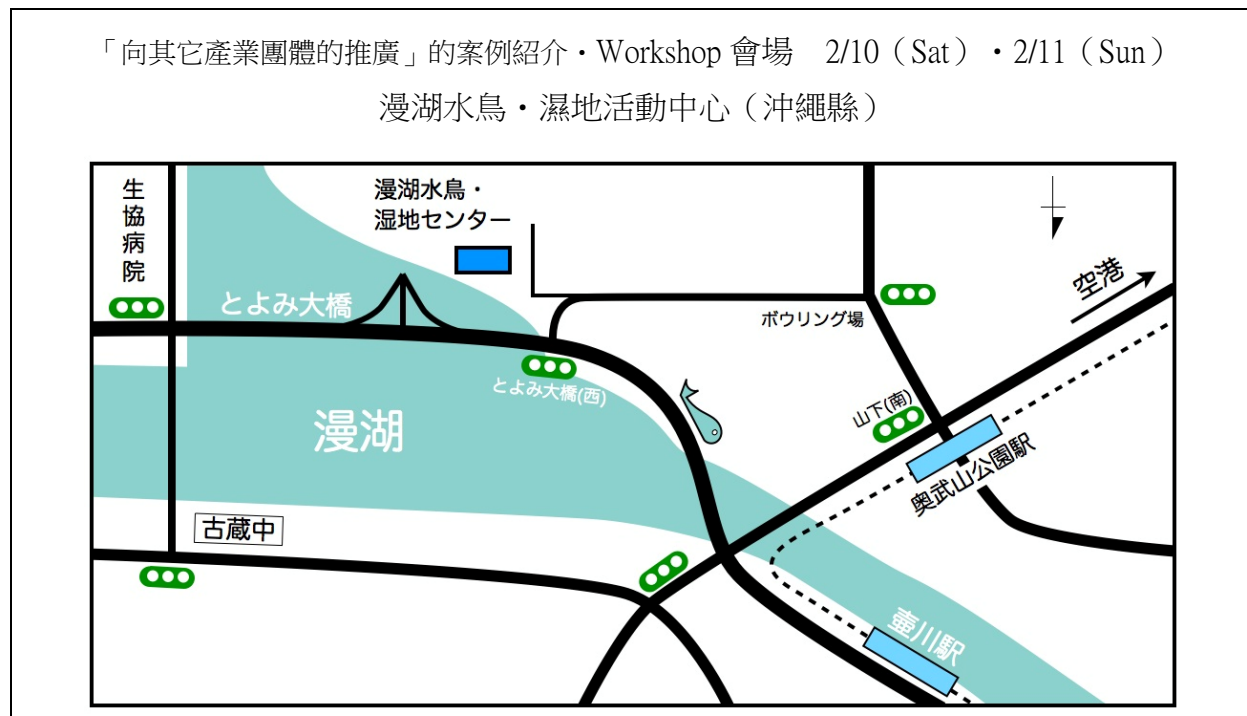 「向其它產業團體的推廣」的案例紹介・Workshop 會場　2/10（Sat）・2/11（Sun）
漫湖水鳥・濕地活動中心（沖繩縣）
生協病院
漫湖水鳥・
湿地センター
空港
とよみ大橋
ボウリング場
とよみ大橋(西)
山下(南)
漫湖
奥武山公園駅
古蔵中
壷川駅